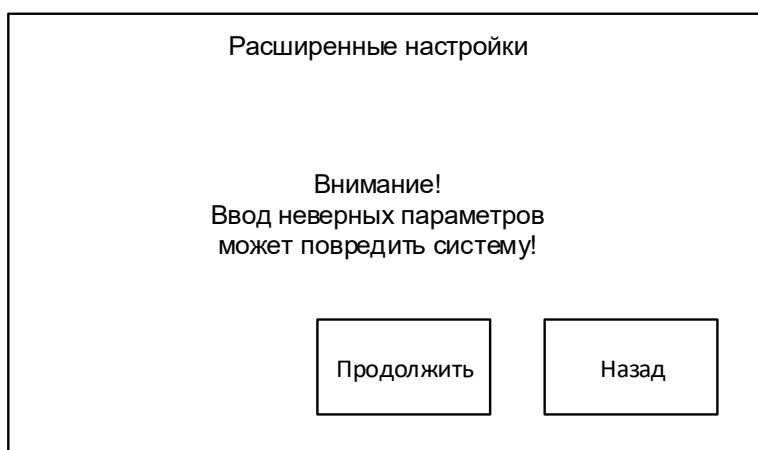 Расширенные настройки
Внимание!
Ввод неверных параметров
может повредить систему!
Продолжить
Назад